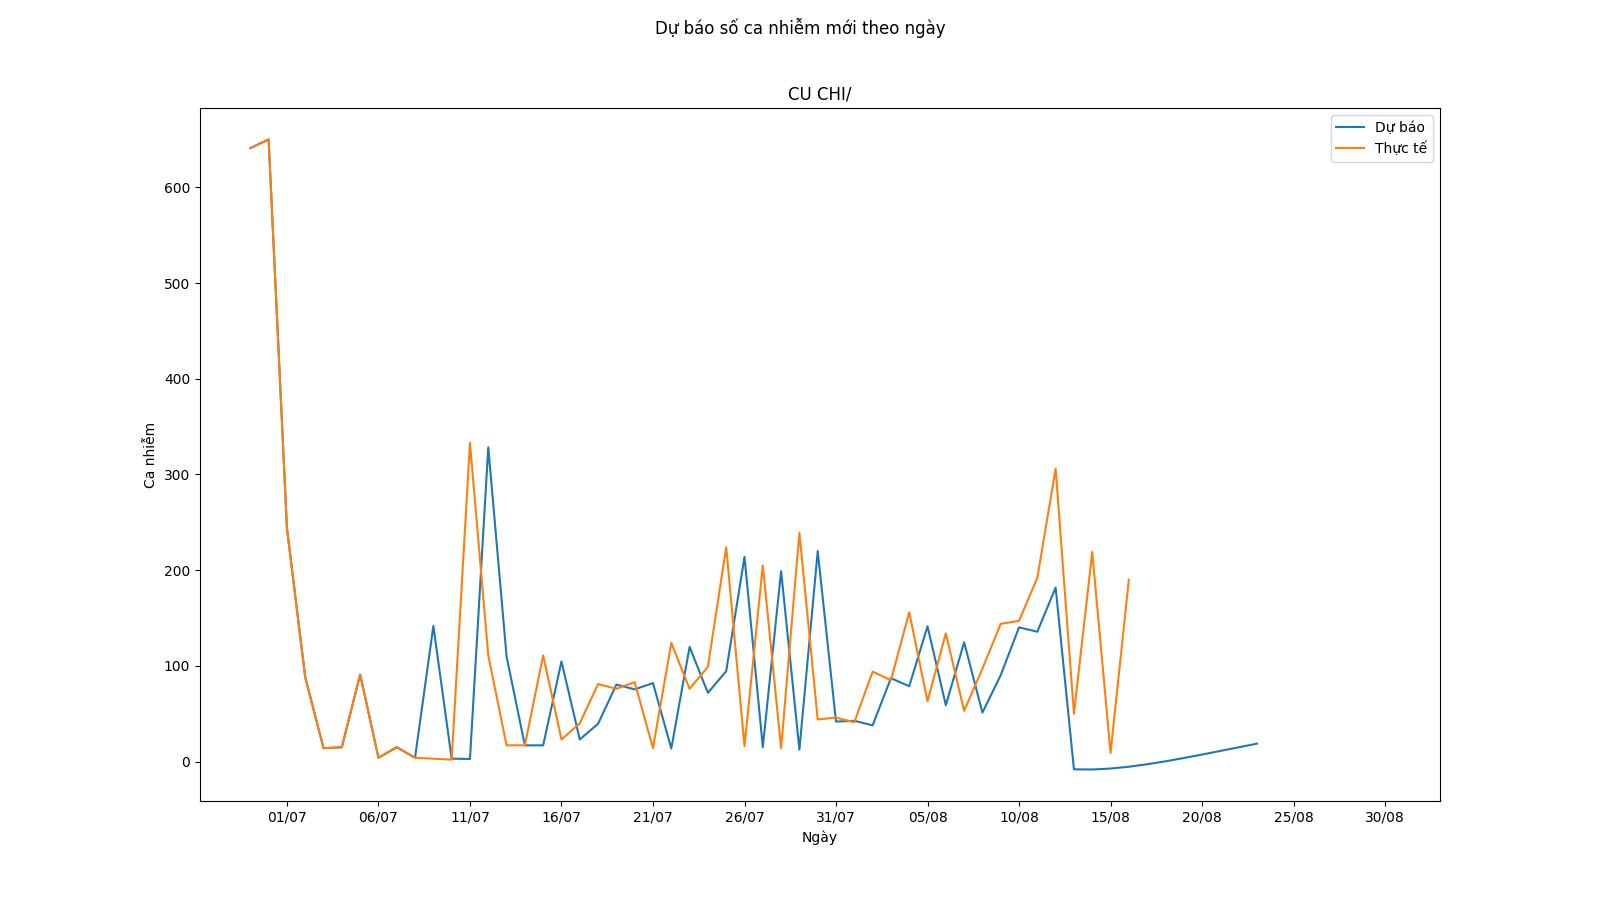 Dự báo số ca nhiễm mới theo ngày
CU CHI/
Dự báo
Thực tế
600
500
400
300
200
100
0
Ca nhiễm
01/07 06/07 11/07 16/07 21/07 26/07 31/07 05/08 10/08 15/08 20/08 25/08 30/08
Ngày